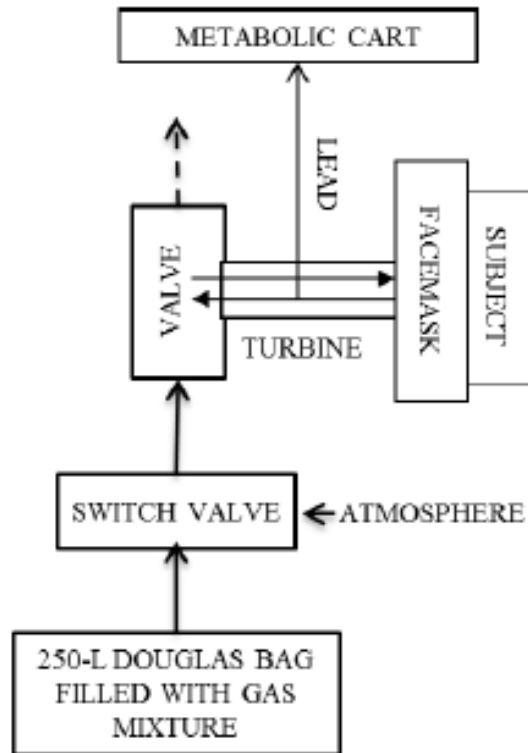 METABOLIC CART
LEAD
VALVE
FACEMASK
SUBJECT
TURBINE
SWITCH VALVE
ATMOSPHERE
250-L DOUGLAS BAG
FILLED WITH GAS
MIXTURE